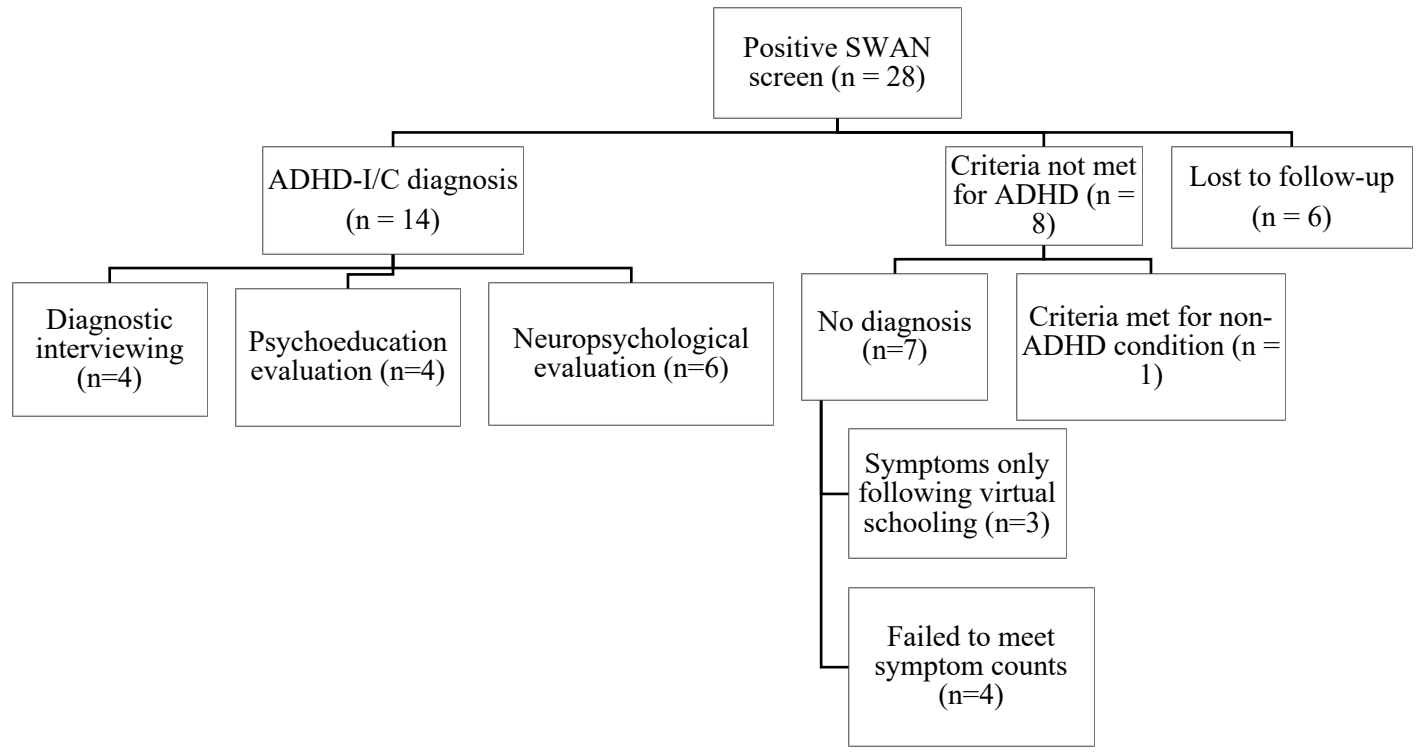 Positive SWAN
screen (n = 28)
ADHD-I/C diagnosis
(n = 14)
Criteria not met
for ADHD (n =
8)
Lost to follow-up
(n = 6)
Diagnostic
interviewing
(n=4)
Psychoeducation
evaluation (n=4)
Neuropsychological
evaluation (n=6)
No diagnosis
(n=7)
Criteria met for non-
ADHD condition (n =
1)
Symptoms only
following virtual
schooling (n=3)
Failed to meet
symptom counts
(n=4)